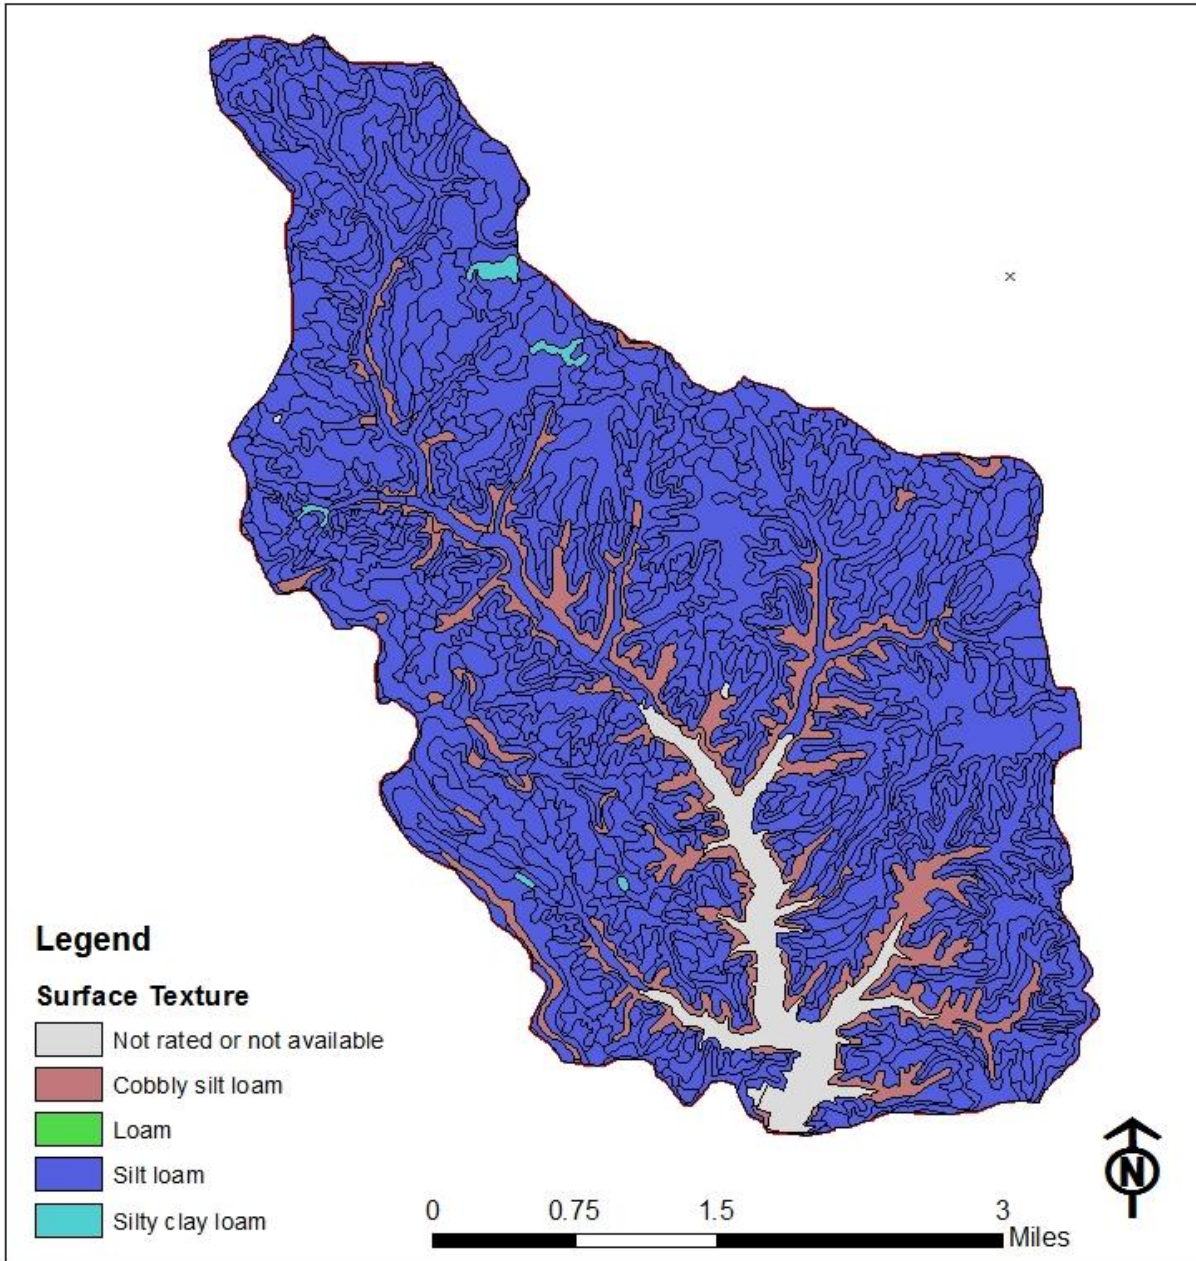 Legend
Surface Texture
Not rated or not available
Cobbly silt loam
Loam
Silt loam
Silty clay loam
0 0.75 1.5 3
Miles
N